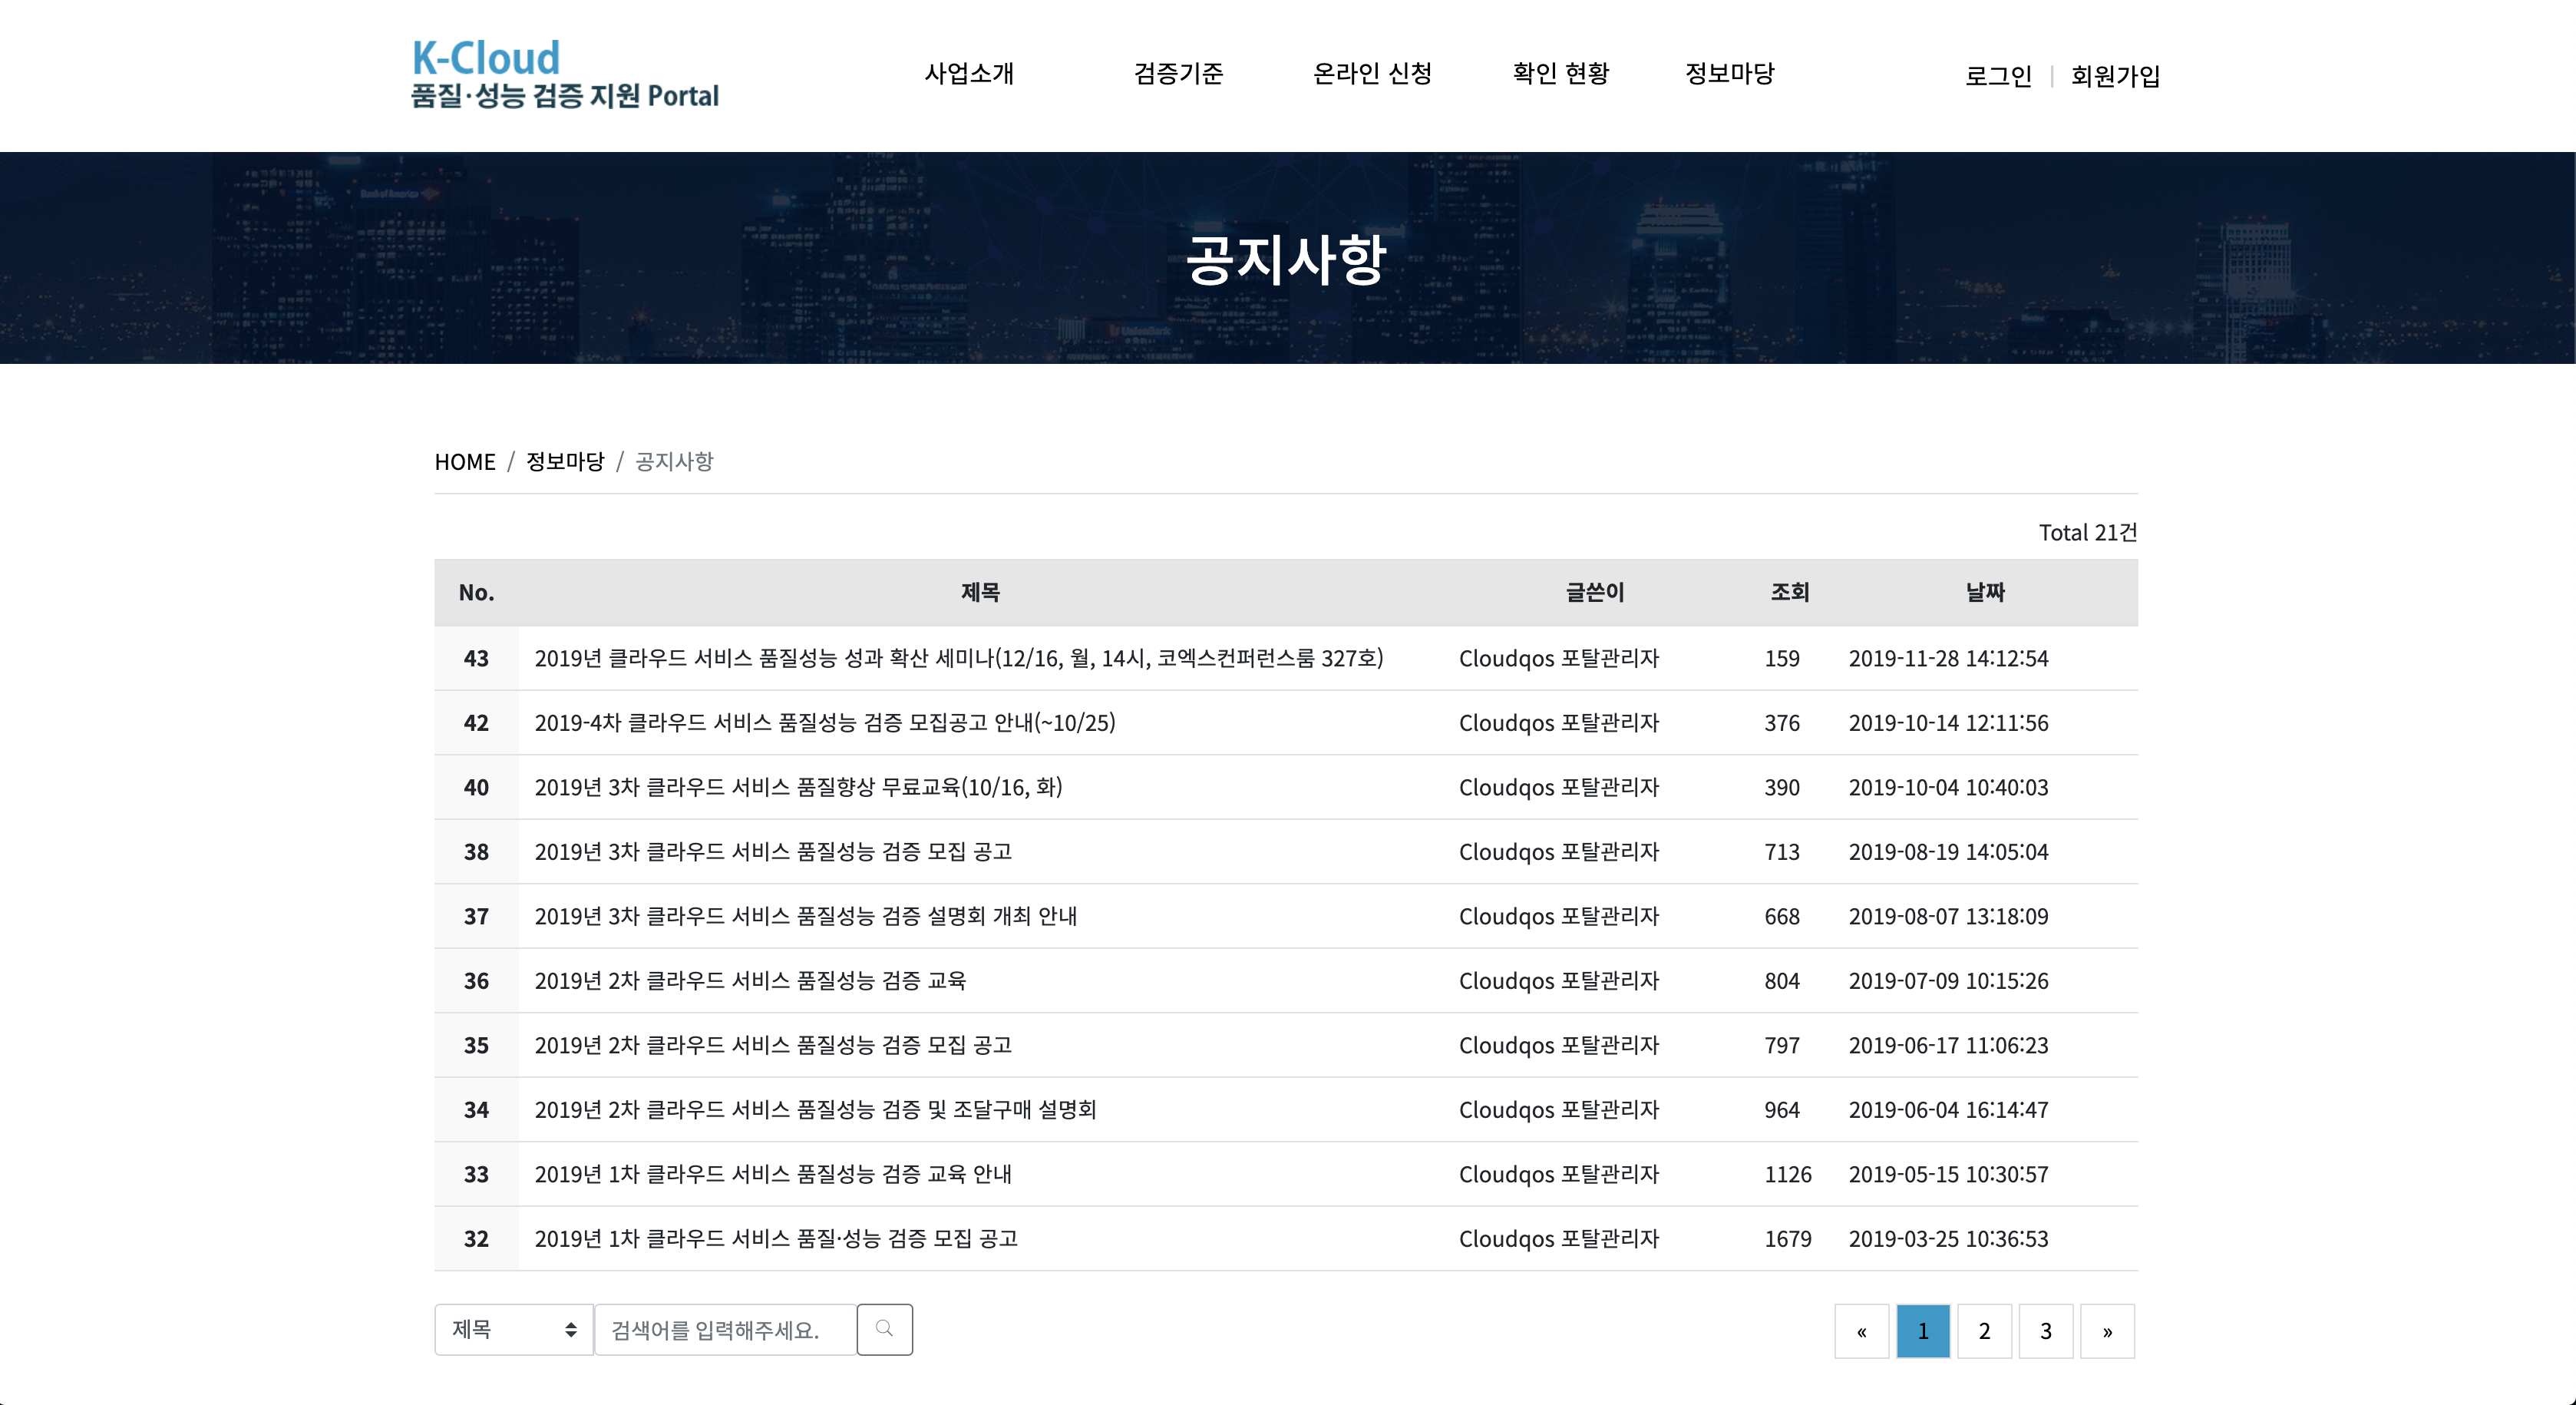 K-Cloud
품질·성능 검증 지원 Portal
사업소개 검증기준 온라인 신청 확인 현황 정보마당 로그인 | 회원가입
Bank of America
UnionBank
공지사항
HOME / 정보마당 / 공지사항
Total 21건
No. 제목 글쓴이 조회 날짜
43 2019년 클라우드 서비스 품질성능 성과 확산 세미나(12/16, 월, 14시, 코엑스컨퍼런스룸 327호) Cloudqos 포탈관리자 159 2019-11-28 14:12:54
42 2019-4차 클라우드 서비스 품질성능 검증 모집공고 안내(~10/25) Cloudqos 포탈관리자 376 2019-10-14 12:11:56
40 2019년 3차 클라우드 서비스 품질향상 무료교육(10/16, 화) Cloudqos 포탈관리자 390 2019-10-04 10:40:03
38 2019년 3차 클라우드 서비스 품질성능 검증 모집 공고 Cloudqos 포탈관리자 713 2019-08-19 14:05:04
37 2019년 3차 클라우드 서비스 품질성능 검증 설명회 개최 안내 Cloudqos 포탈관리자 668 2019-08-07 13:18:09
36 2019년 2차 클라우드 서비스 품질성능 검증 교육 Cloudqos 포탈관리자 804 2019-07-09 10:15:26
35 2019년 2차 클라우드 서비스 품질성능 검증 모집 공고 Cloudqos 포탈관리자 797 2019-06-17 11:06:23
34 2019년 2차 클라우드 서비스 품질성능 검증 및 조달구매 설명회 Cloudqos 포탈관리자 964 2019-06-04 16:14:47
33 2019년 1차 클라우드 서비스 품질성능 검증 교육 안내 Cloudqos 포탈관리자 1126 2019-05-15 10:30:57
32 2019년 1차 클라우드 서비스 품질·성능 검증 모집 공고 Cloudqos 포탈관리자 1679 2019-03-25 10:36:53
제목 검색어를 입력해주세요. « 1 2 3 »